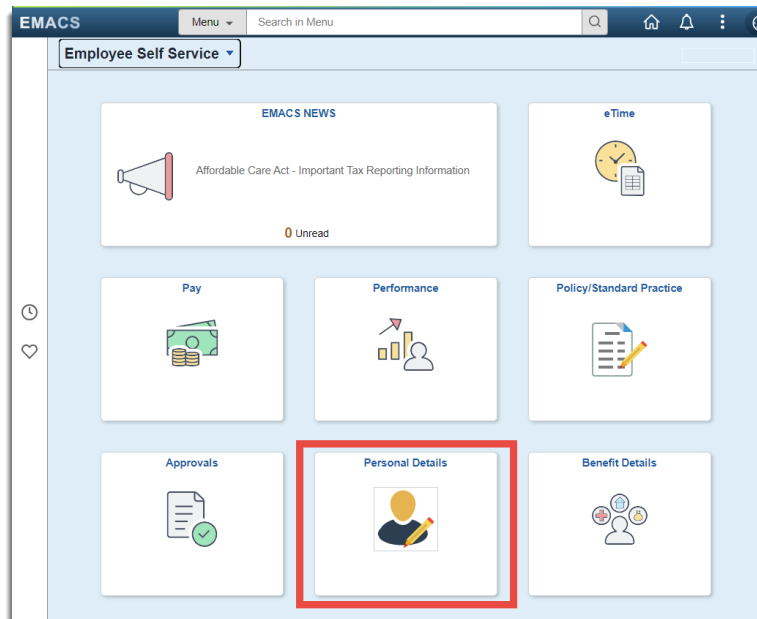 EMACS
Menu
Search in Menu
Employee Self Service
EMACS NEWS
Affordable Care Act - Important Tax Reporting Information
0 Unread
eTime
Pay
Performance
Policy/Standard Practice
Approvals
Personal Details
Benefit Details